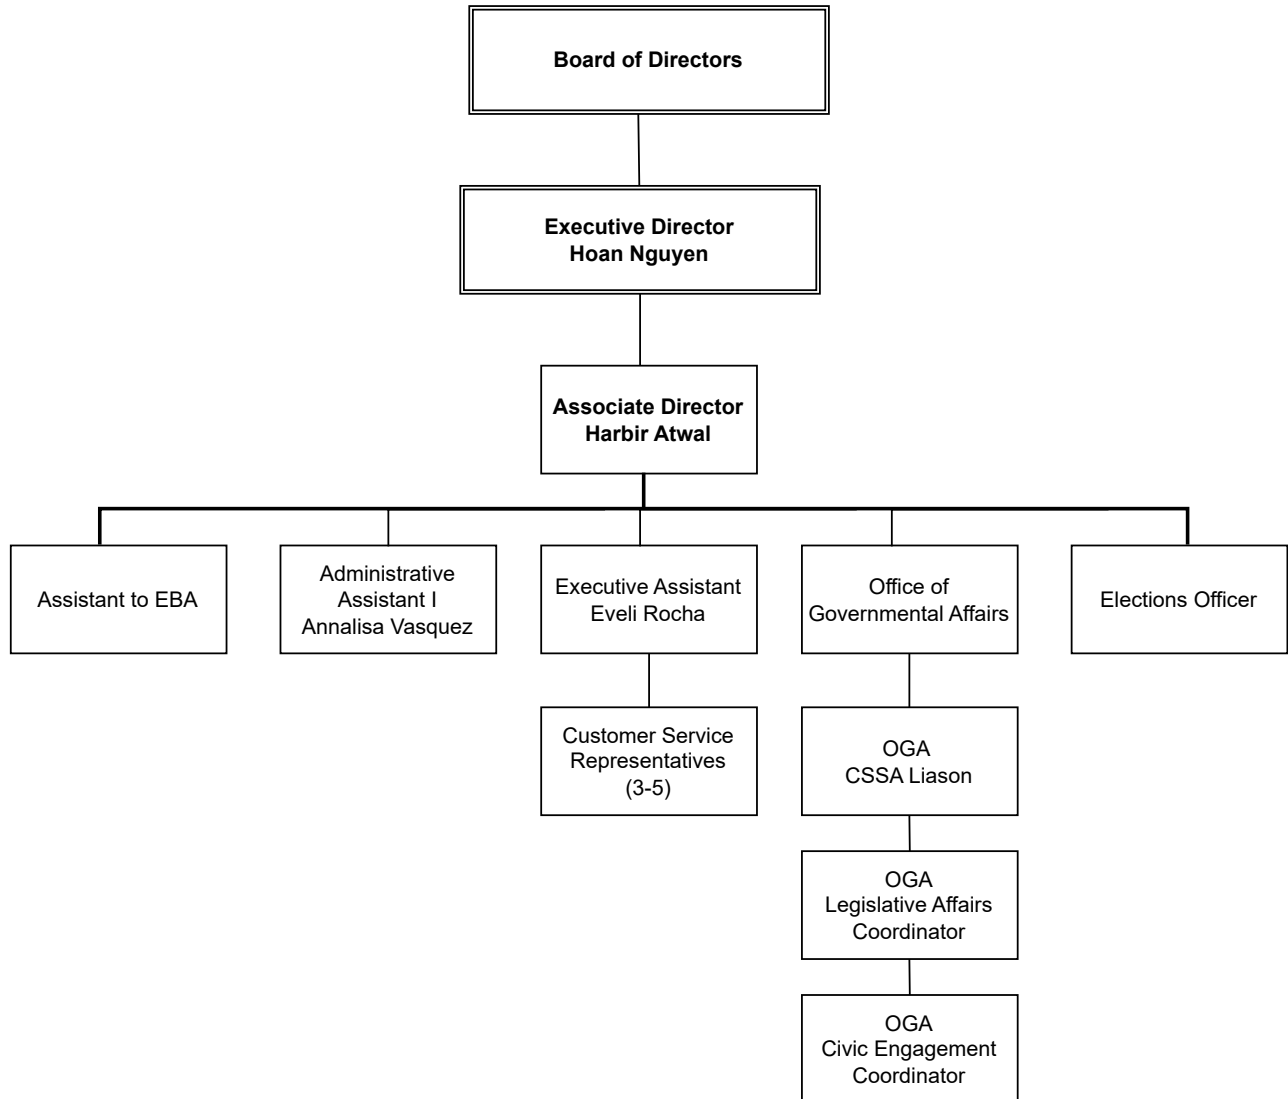 Board of Directors
Executive Director
Hoan Nguyen
Associate Director
Harbir Atwal
Assistant to EBA
Administrative
Assistant I
Annalisa Vasquez
Executive Assistant
Eveli Rocha
Office of
Governmental Affairs
Elections Officer
Customer Service
Representatives
(3-5)
OGA
CSSA Liason
OGA
Legislative Affairs
Coordinator
OGA
Civic Engagement
Coordinator